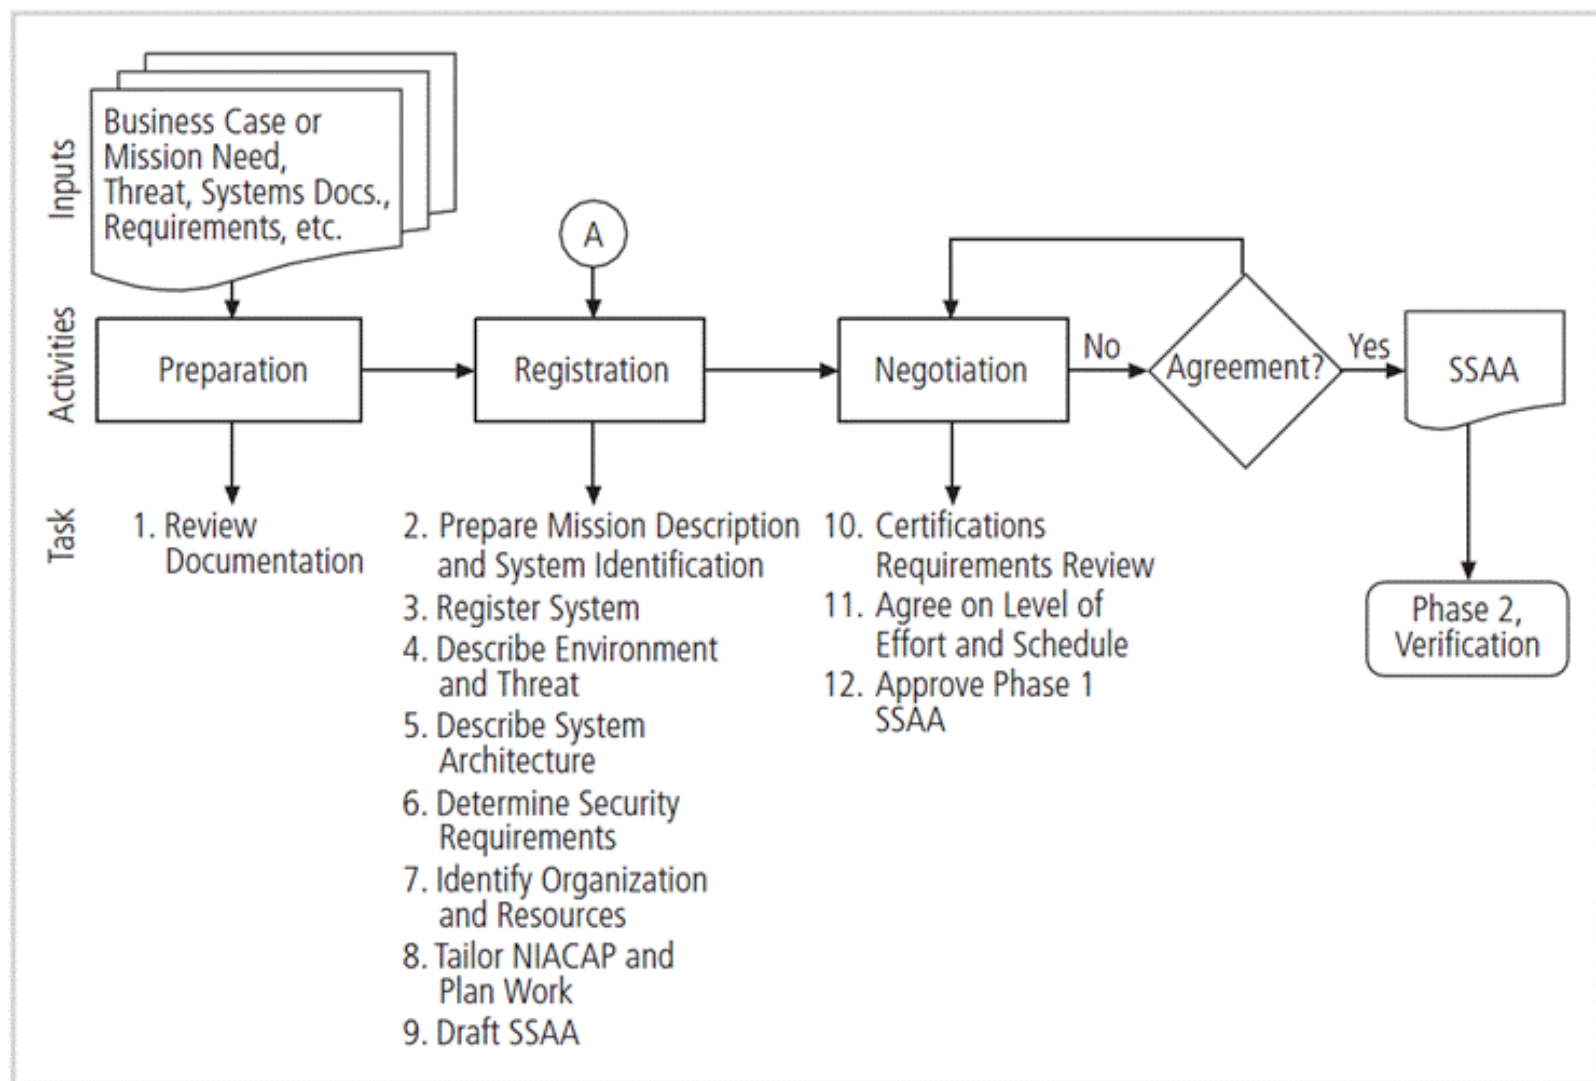 Inputs
Business Case or
Mission Need,
Threat, Systems Docs.,
Requirements, etc.
A
Activities
Preparation
Registration
Negotiation
No
Agreement?
Yes
SSAA
Task
1. Review
Documentation
2. Prepare Mission Description
and System Identification
3. Register System
4. Describe Environment
and Threat
5. Describe System
Architecture
6. Determine Security
Requirements
7. Identify Organization
and Resources
8. Tailor NIACAP and
Plan Work
9. Draft SSAA
10. Certifications
Requirements Review
11. Agree on Level of
Effort and Schedule
12. Approve Phase 1
SSAA
Phase 2,
Verification